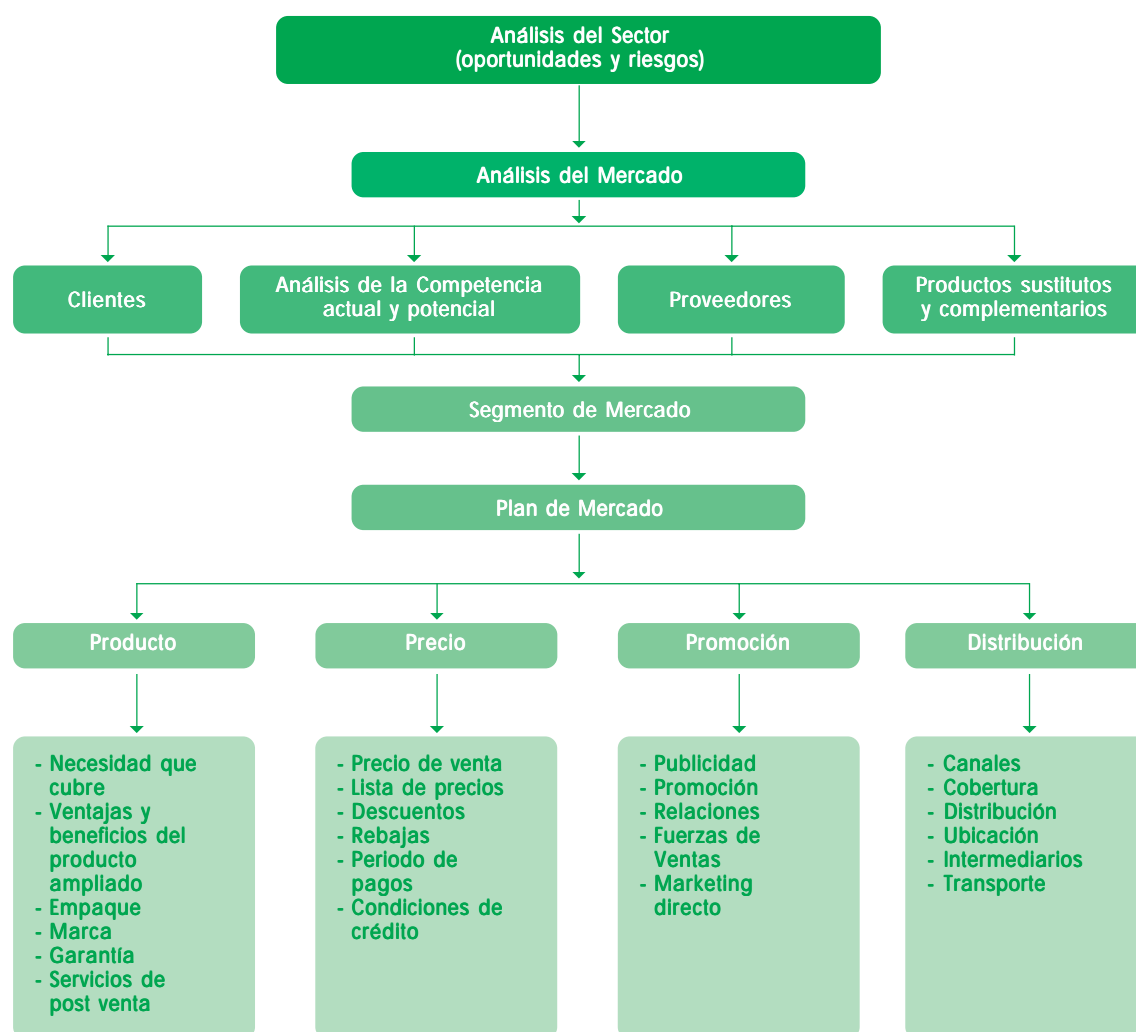 Análisis del Sector
(oportunidades y riesgos)
Análisis del Mercado
Clientes
Análisis de la Competencia
actual y potencial
Proveedores
Productos sustitutos
y complementarios
Segmento de Mercado
Plan de Mercado
Producto
Precio
Promoción
Distribución
- Necesidad que
cubre
- Ventajas y
beneficios del
producto
ampliado
- Empaque
- Marca
- Garantía
- Servicios de
post venta
- Precio de venta
- Lista de precios
- Descuentos
- Rebajas
- Periodo de
pagos
- Condiciones de
crédito
- Publicidad
- Promoción
- Relaciones
- Fuerzas de
Ventas
- Marketing
directo
- Canales
- Cobertura
- Distribución
- Ubicación
- Intermediarios
- Transporte